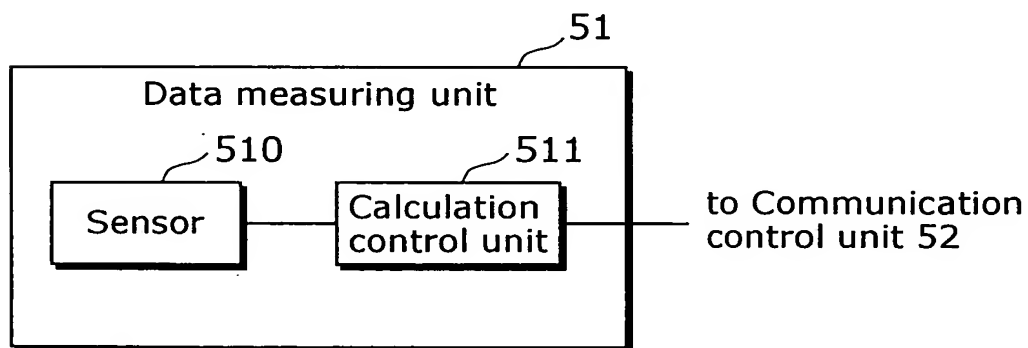 51
Data measuring unit
510
511
Sensor
Calculation
control unit
to Communication
control unit 52